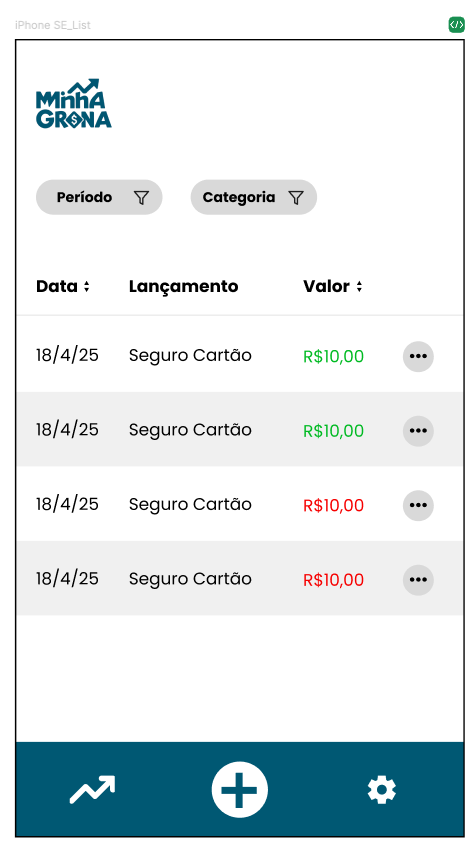 iPhone SE_List
MinhA
GRANA
Período
Categoria
Data
Lançamento
Valor
18/4/25 Seguro Cartão R$10,00
18/4/25 Seguro Cartão R$10,00
18/4/25 Seguro Cartão R$10,00
18/4/25 Seguro Cartão R$10,00